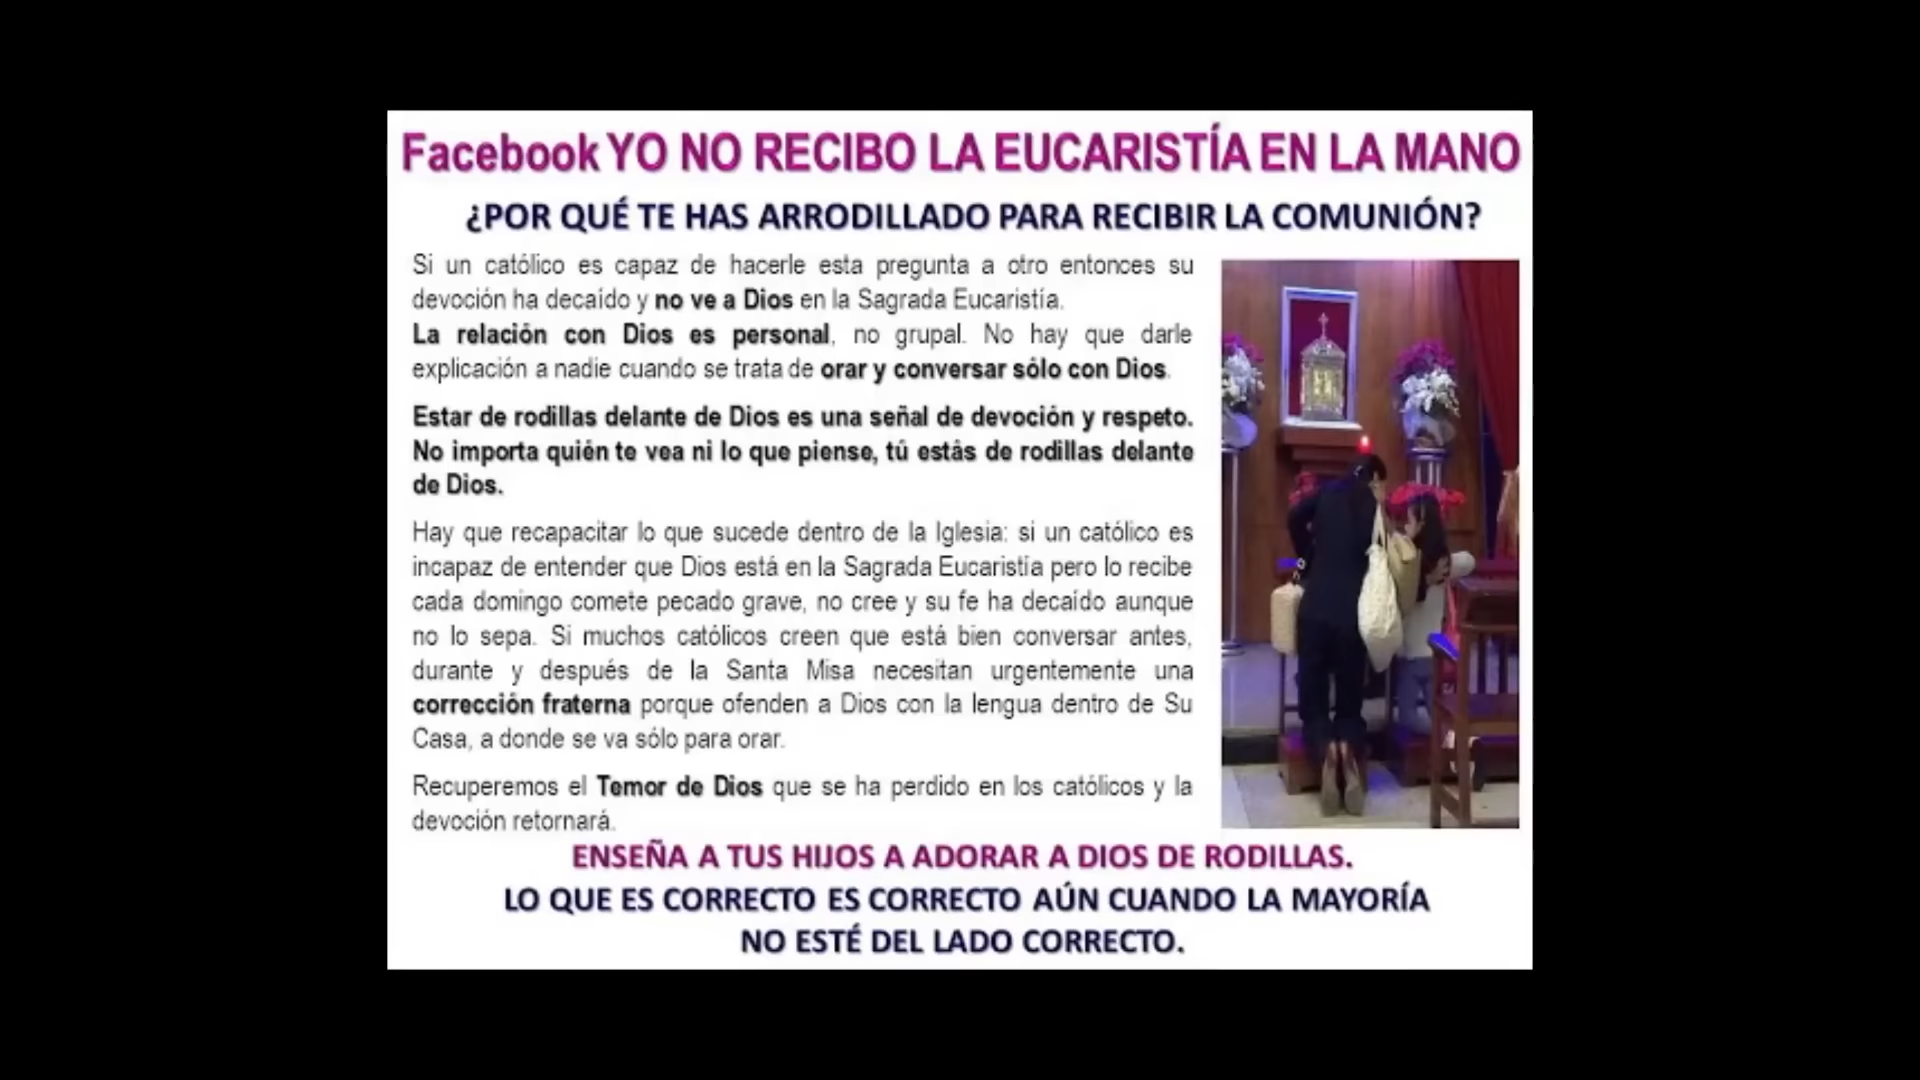 Facebook YO NO RECIBO LA EUCARISTÍA EN LA MANO
¿POR QUÉ TE HAS ARRODILLADO PARA RECIBIR LA COMUNIÓN?
Si un católico es capaz de hacerle esta pregunta a otro entonces su
devoción ha decaído y no ve a Dios en la Sagrada Eucaristía.
La relación con Dios es personal, no grupal. No hay que darle
explicación a nadie cuando se trata de orar y conversar sólo con Dios.
Estar de rodillas delante de Dios es una señal de devoción y respeto.
No importa quién te vea ni lo que piense, tú estás de rodillas delante
de Dios.
Hay que recapacitar lo que sucede dentro de la Iglesia: si un católico es
incapaz de entender que Dios está en la Sagrada Eucaristía pero lo recibe
cada domingo comete pecado grave, no cree y su fe ha decaído aunque
no lo sepa. Si muchos católicos creen que está bien conversar antes,
durante y después de la Santa Misa necesitan urgentemente una
corrección fraterna porque ofenden a Dios con la lengua dentro de Su
Casa, a donde se va sólo para orar.
Recuperemos el Temor de Dios que se ha perdido en los católicos y la
devoción retornará.
ENSEÑA A TUS HIJOS A ADORAR A DIOS DE RODILLAS.
LO QUE ES CORRECTO ES CORRECTO AÚN CUANDO LA MAYORÍA
NO ESTÉ DEL LADO CORRECTO.